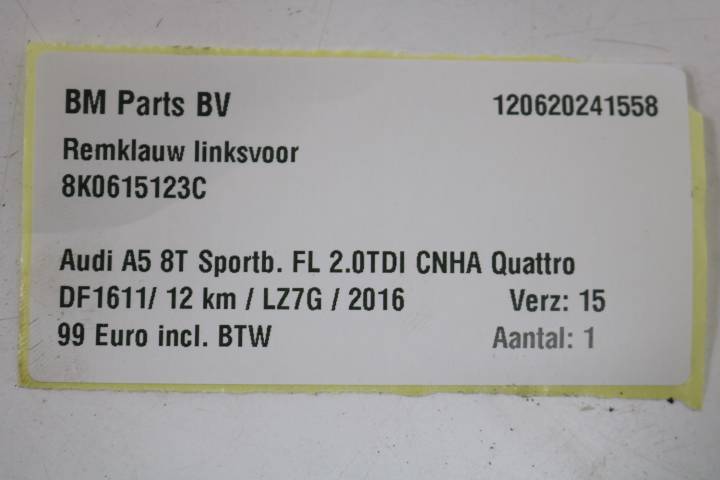 BM Parts BV 120620241558
Remklauw linksvoor
8K0615123C
Audi A5 8T Sportb. FL 2.0TDI CNHA Quattro
DF1611/ 12 km / LZ7G / 2016 Verz: 15
99 Euro incl. BTW Aantal: 1